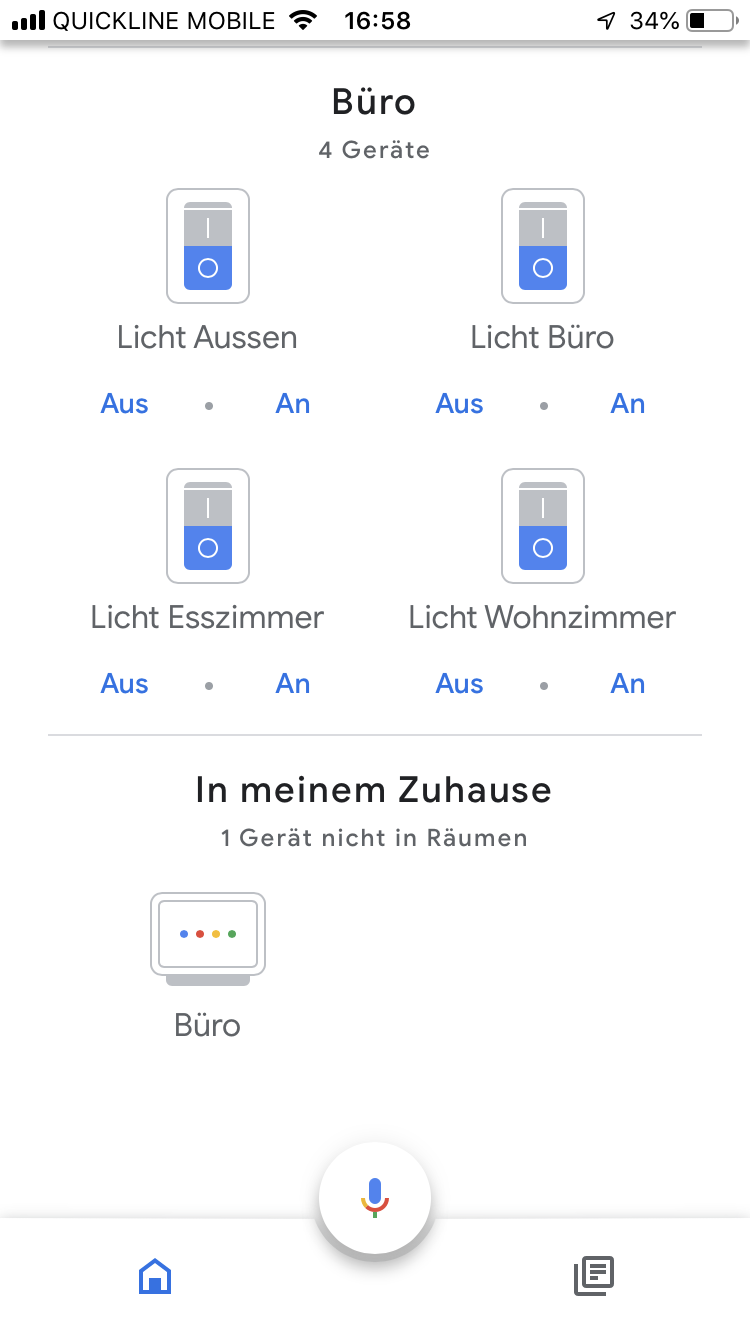 QUICKLINE MOBILE 16:58 34%
Büro
4 Geräte
Licht Aussen Licht Büro
Aus • An Aus • An
Licht Esszimmer Licht Wohnzimmer
Aus • An Aus • An
In meinem Zuhause
1 Gerät nicht in Räumen
Büro